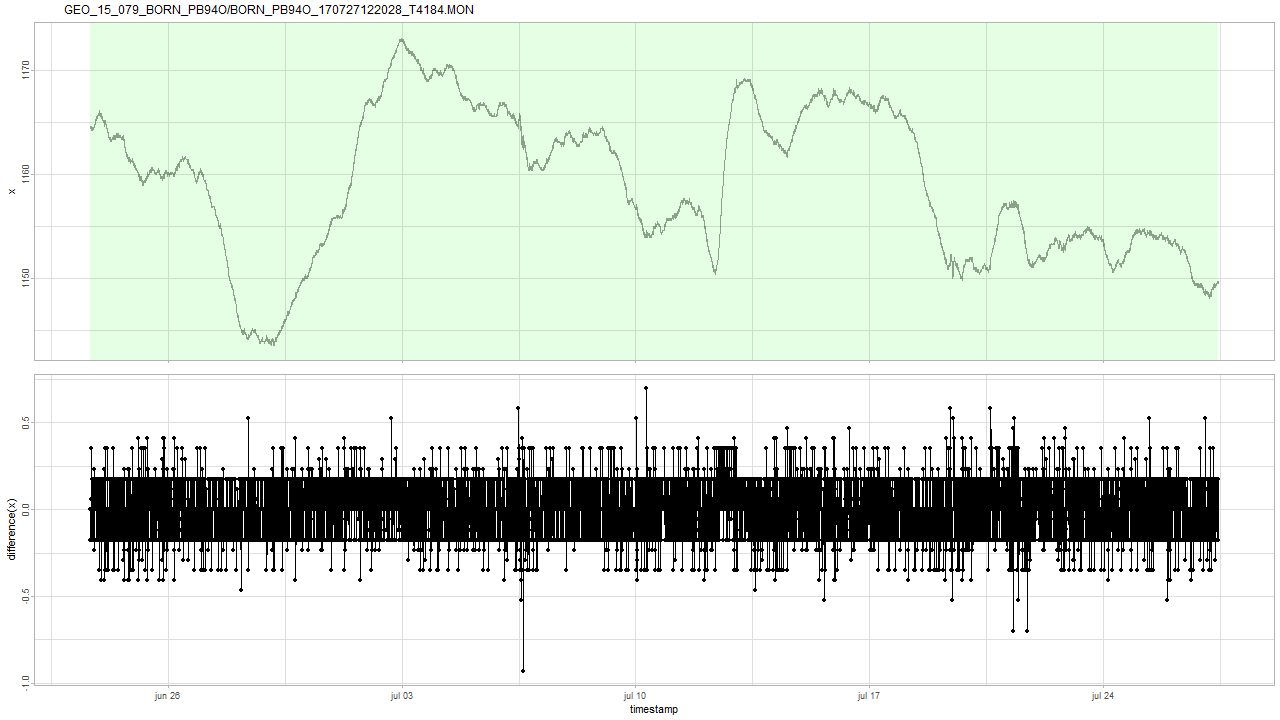 GEO_15_079_BORN_PB94O/BORN_PB94O_170727122028_T4184.MON
1170
1160
1150
x
0.5
0.0
-0.5
-1.0
difference(x)
jun 26 jul 03 jul 10 jul 17 jul 24
timestamp